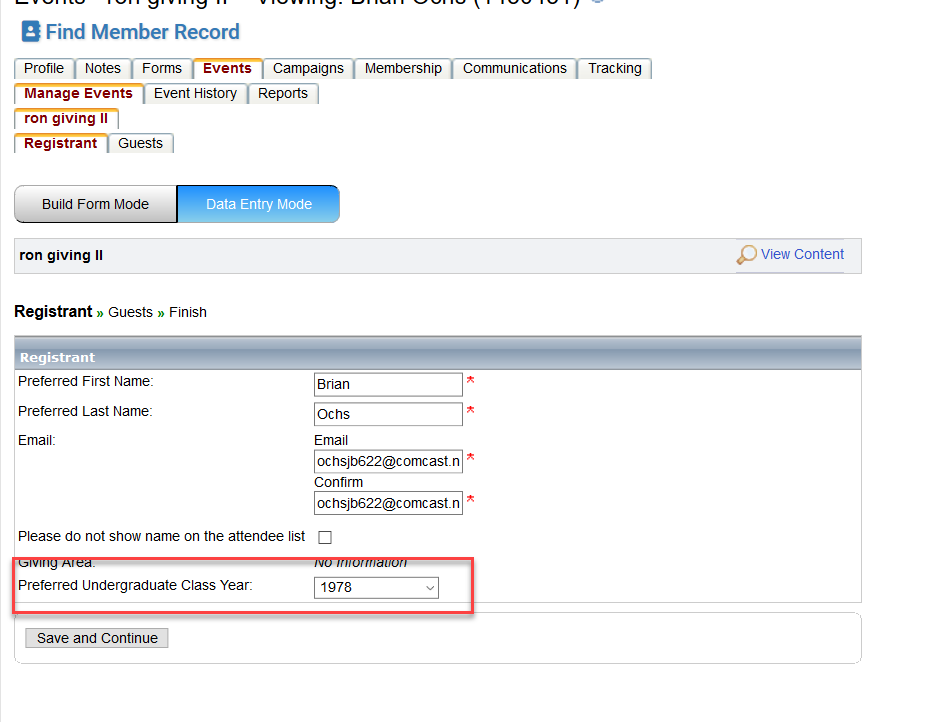 Events - ron giving II - Viewing: Brian Ochs
Find Member Record
Profile Notes Forms Events Campaigns Membership Communications Tracking
Manage Events Event History Reports
ron giving II
Registrant Guests
Build Form Mode Data Entry Mode
ron giving II View Content
Registrant » Guests » Finish
Registrant
Preferred First Name: Brian *
Preferred Last Name: Ochs *
Email: Email
ochsjb622@comcast.n *
Confirm
ochsjb622@comcast.n *
Please do not show name on the attendee list
Giving Area: No Information
Preferred Undergraduate Class Year: 1978
Save and Continue